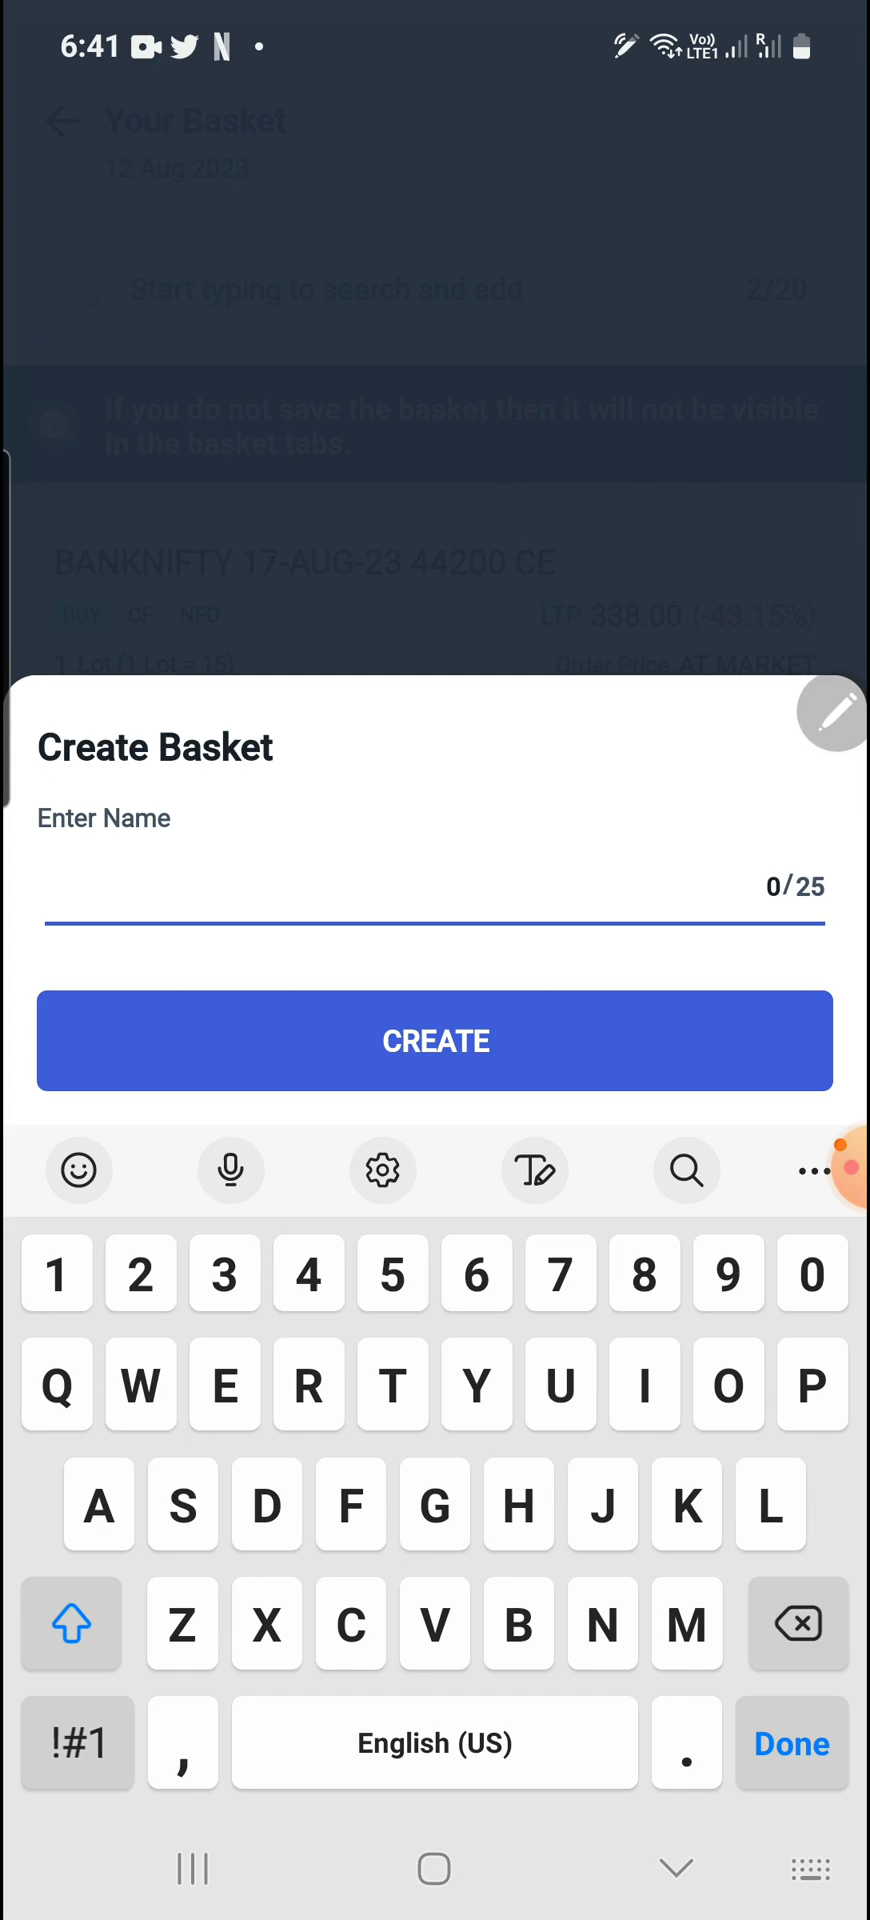 6:41
Vo))
LTE1
R
Your Basket
12 Aug 2023
Start typing to search and add 2/20
If you do not save the basket then it will not be visible
in the basket tabs.
BANKNIFTY 17-AUG-23 44200 CE
BUY CF NFO LTP 338.00 (-43.15%)
1 Lot (1 Lot = 15) Order Price AT MARKET
Create Basket
Enter Name
0/25
CREATE
1 2 3 4 5 6 7 8 9 0
Q W E R T Y U I O P
A S D F G H J K L
Z X C V B N M
!#1 , English (US) . Done